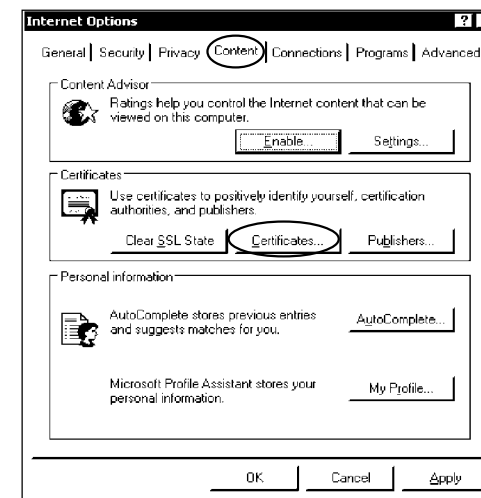 Internet Options ?
General Security Privacy Content Connections Programs Advanced
Content Advisor
Ratings help you control the Internet content that can be
viewed on this computer.
Enable... Settings...
Certificates
Use certificates to positively identify yourself, certification
authorities, and publishers.
Clear SSL State Certificates... Publishers...
Personal information
AutoComplete stores previous entries
and suggests matches for you.
AutoComplete...
Microsoft Profile Assistant stores your
personal information.
My Profile...
OK Cancel Apply